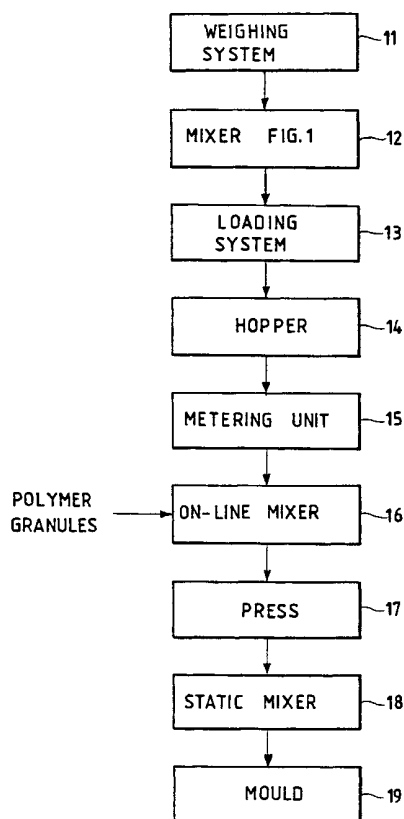 WEIGHING
SYSTEM
11
MIXER FIG.1
12
LOADING
SYSTEM
13
HOPPER
14
METERING UNIT
15
POLYMER
GRANULES
ON-LINE MIXER
16
PRESS
17
STATIC MIXER
18
MOULD
19